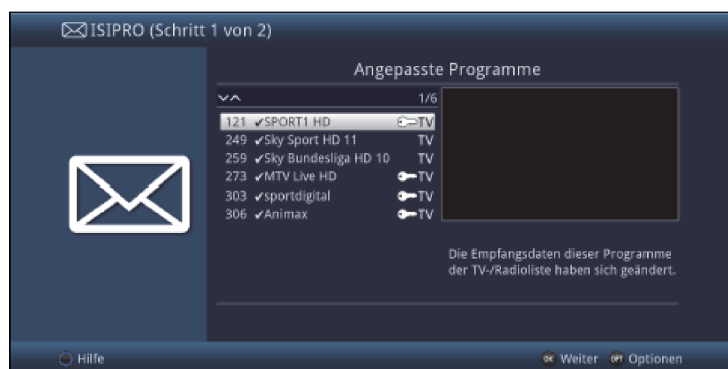 ISIPRO (Schritt 1 von 2)
Angepasste Programme
1/6
121 ✔SPORT1 HD TV
249 ✔Sky Sport HD 11 TV
259 ✔Sky Bundesliga HD 10 TV
273 ✔MTV Live HD TV
303 ✔sportdigital TV
306 ✔Animax TV
Die Empfangsdaten dieser Programme
der TV-/Radioliste haben sich geändert.
Hilfe
OK Weiter OPT Optionen